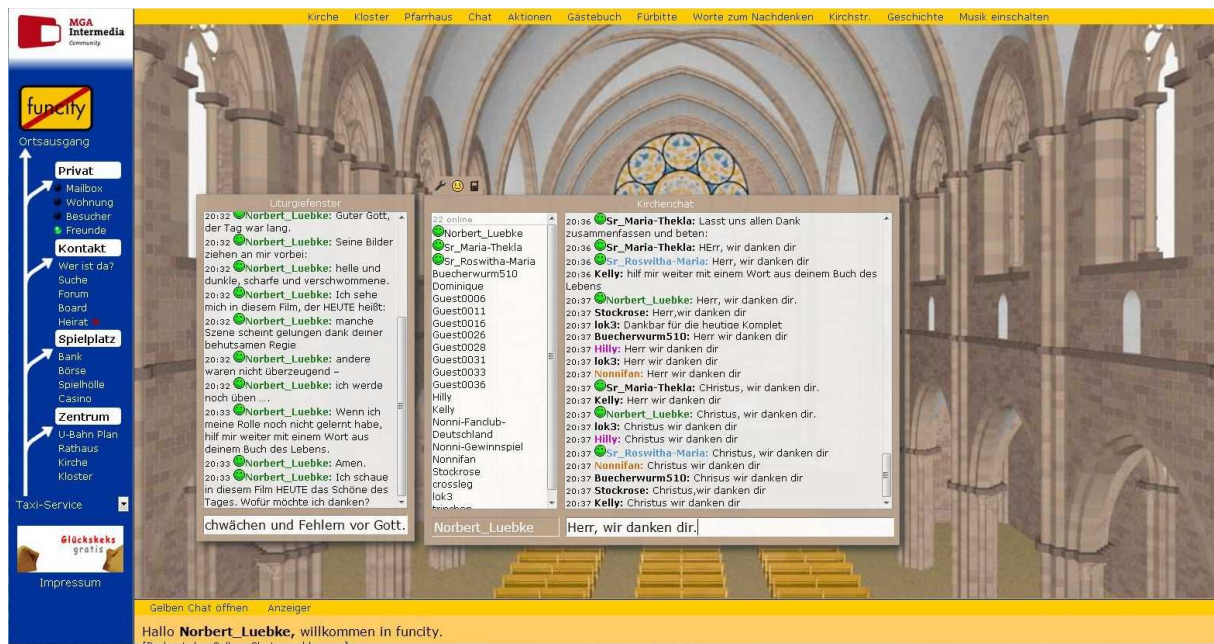 MGA
Intermedia
Community
Kirche Kloster Pfarrhaus Chat Aktionen Gästebuch Fürbitte Worte zum Nachdenken Kirchstr. Geschichte Musik einschalten
funcity
Ortsausgang
Privat
Mailbox
Wohnung
Besucher
Freunde
Kontakt
Wer ist da?
Suche
Forum
Board
Heirat
Spielplatz
Bank
Börse
Spielhölle
Casino
Zentrum
U-Bahn Plan
Rathaus
Kirche
Kloster
Taxi-Service
Glückskeks
gratis
Impressum
Liturgiefenster
20:32 Norbert_Luebke: Guter Gott,
der Tag war lang.
20:32 Norbert_Luebke: Seine Bilder
ziehen an mir vorbei:
20:32 Norbert_Luebke: helle und
dunkle, scharfe und verschwommene.
20:32 Norbert_Luebke: Ich sehe
mich in diesem Film, der HEUTE heißt:
20:32 Norbert_Luebke: manche
Szene scheint gelungen dank deiner
behutsamen Regie
20:32 Norbert_Luebke: andere
waren nicht überzeugend –
20:32 Norbert_Luebke: ich werde
noch üben ....
20:33 Norbert_Luebke: Wenn ich
meine Rolle noch nicht gelernt habe,
hilf mir weiter mit einem Wort aus
deinem Buch des Lebens.
20:33 Norbert_Luebke: Amen.
20:33 Norbert_Luebke: Ich schaue
in diesem Film HEUTE das Schöne des
Tages. Wofür möchte ich danken?
chwächen und Fehlern vor Gott.
Kirchenchat
22 online
Norbert_Luebke
Sr_Maria-Thekla
Sr_Roswitha-Maria
Buecherwurm510
Dominique
Guest0006
Guest0011
Guest0016
Guest0026
Guest0028
Guest0031
Guest0033
Guest0036
Hilly
Kelly
Nonni-Fanclub-
Deutschland
Nonni-Gewinnspiel
Nonnifan
Stockrose
crossleg
lok3
20:36 Sr_Maria-Thekla: Lasst uns allen Dank
zusammenfassen und beten:
20:36 Sr_Maria-Thekla: HErr, wir danken dir
20:36 Sr_Roswitha-Maria: Herr, wir danken dir
20:36 Kelly: hilf mir weiter mit einem Wort aus deinem Buch des
Lebens
20:37 Norbert_Luebke: Herr, wir danken dir.
20:37 Stockrose: Herr,wir danken dir
20:37 lok3: Dankbar für die heutige Komplet
20:37 Buecherwurm510: Herr wir danken dir
20:37 Hilly: Herr wir danken dir
20:37 lok3: Herr wir danken dir
20:37 Nonnifan: Herr wir danken dir
20:37 Sr_Maria-Thekla: CHristus, wir danken dir.
20:37 Kelly: Herr wir danken dir
20:37 Norbert_Luebke: Christus, wir danken dir.
20:37 lok3: Christus wir danken dir
20:37 Hilly: Christus wir danken dir
20:37 Sr_Roswitha-Maria: Christus, wir danken dir
20:37 Nonnifan: Christus wir danken dir
20:37 Buecherwurm510: Chrisus wir danken dir
20:37 Stockrose: Christus,wir danken dir
20:37 Kelly: Christus wir danken dir
Norbert_Luebke
Herr, wir danken dir.
Gelben Chat öffnen Anzeiger
Hallo Norbert_Luebke, willkommen in funcity.